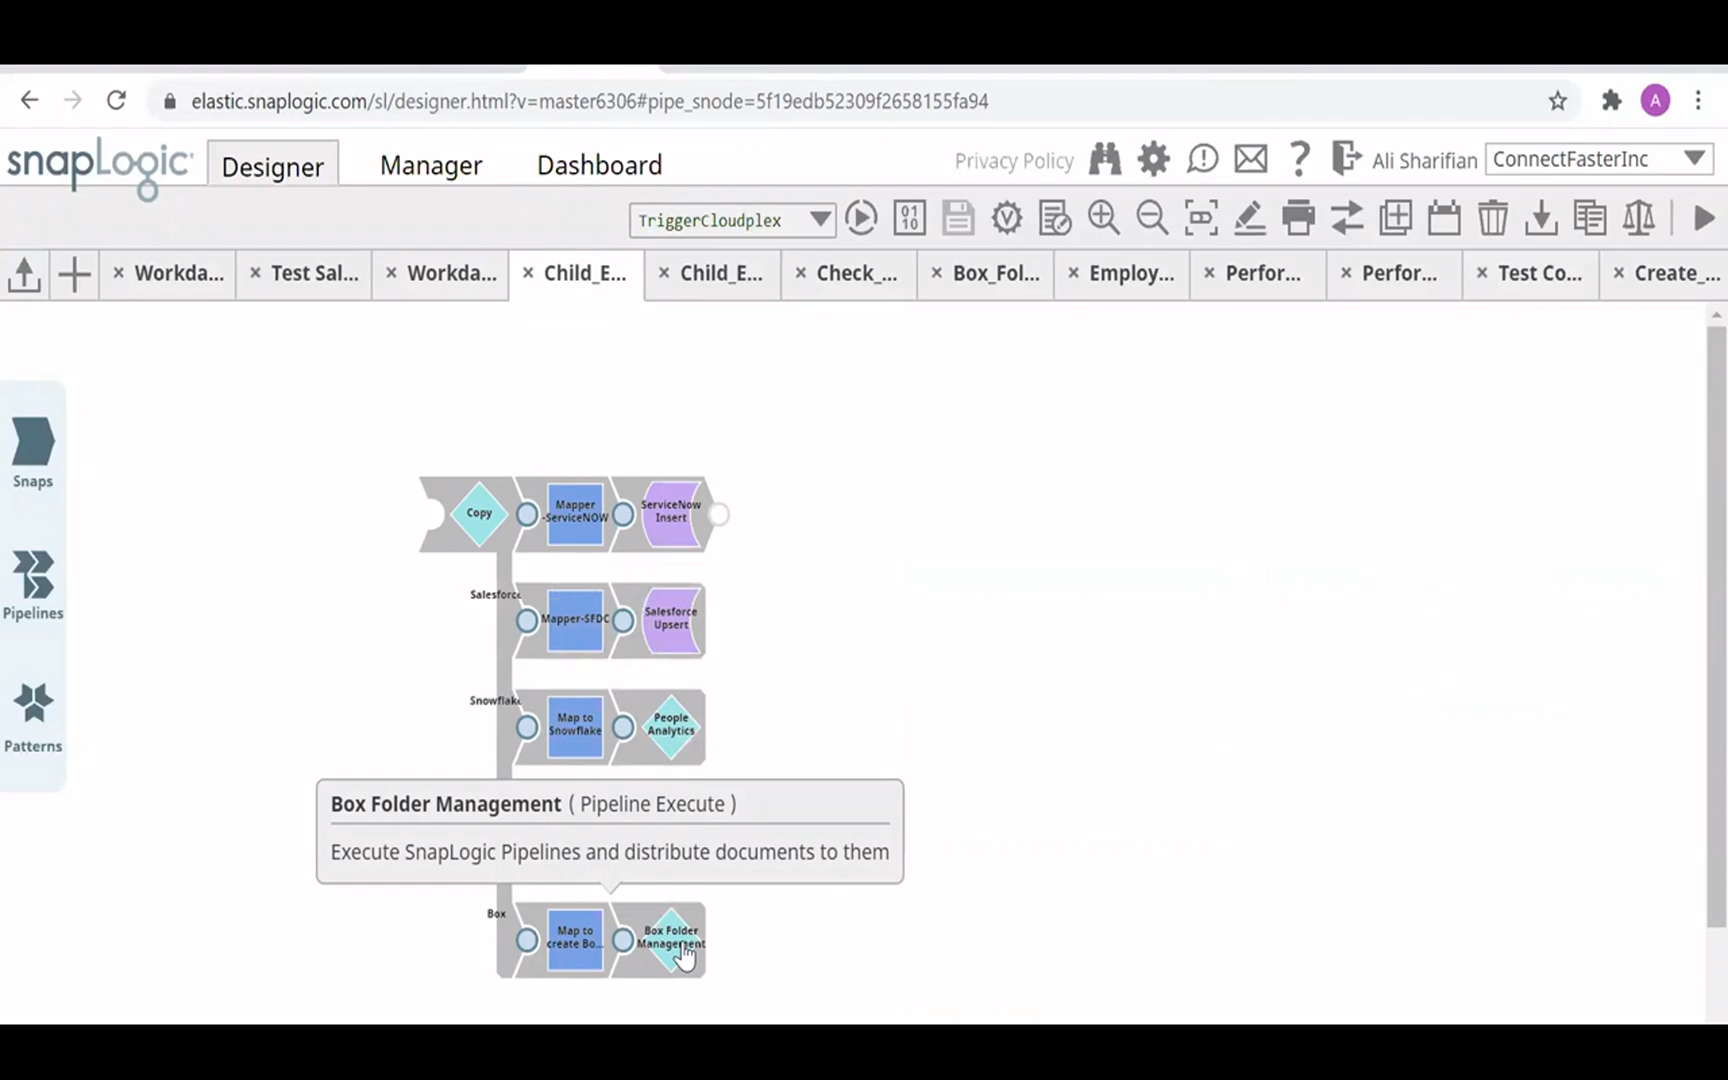 elastic.snaplogic.com/sl/designer.html?v=master6306#pipe_snode=5f19edb52309f2658155fa94
A
snapLogic
Designer
Manager
Dashboard
Privacy Policy
Ali Sharifian
ConnectFasterInc
TriggerCloudplex
01
10
Workda...
Test Sal...
Workda...
Child_E...
Child_E...
Check_...
Box_Fol...
Employ...
Perfor...
Perfor...
Test Co...
Create_...
Snaps
Pipelines
Patterns
Copy
Mapper
-ServiceNOW
ServiceNow
Insert
Salesforce
Mapper-SFDC
Salesforce
Upsert
Snowflake
Map to
Snowflake
People
Analytics
Box Folder Management ( Pipeline Execute )
Execute SnapLogic Pipelines and distribute documents to them
Box
Map to
create Bo...
Box Folder
Management